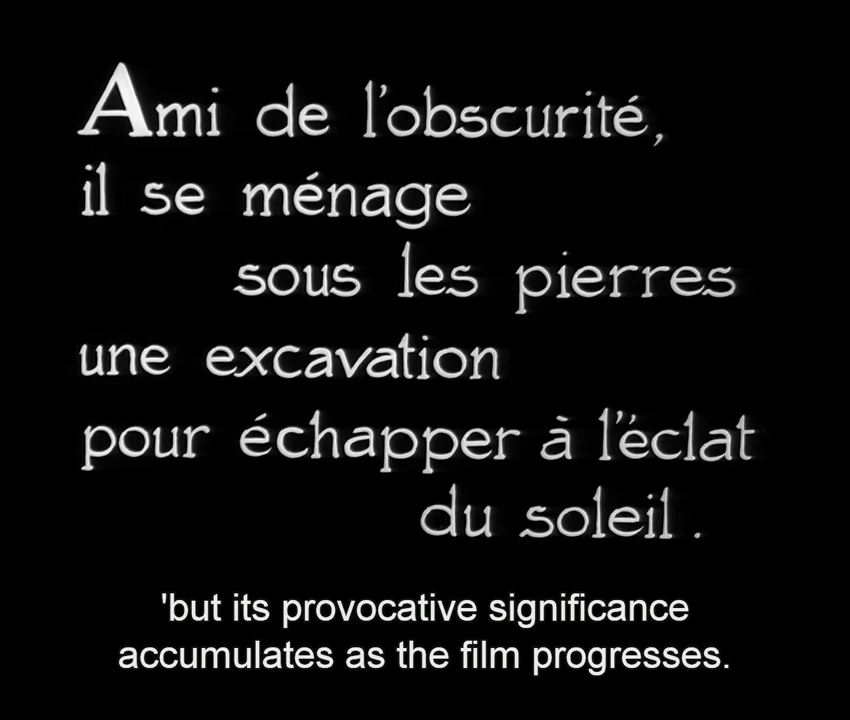 Ami de l'obscurité,
il se ménage
sous les pierres
une excavation
pour échapper à l'éclat
du soleil.
'but its provocative significance
accumulates as the film progresses.